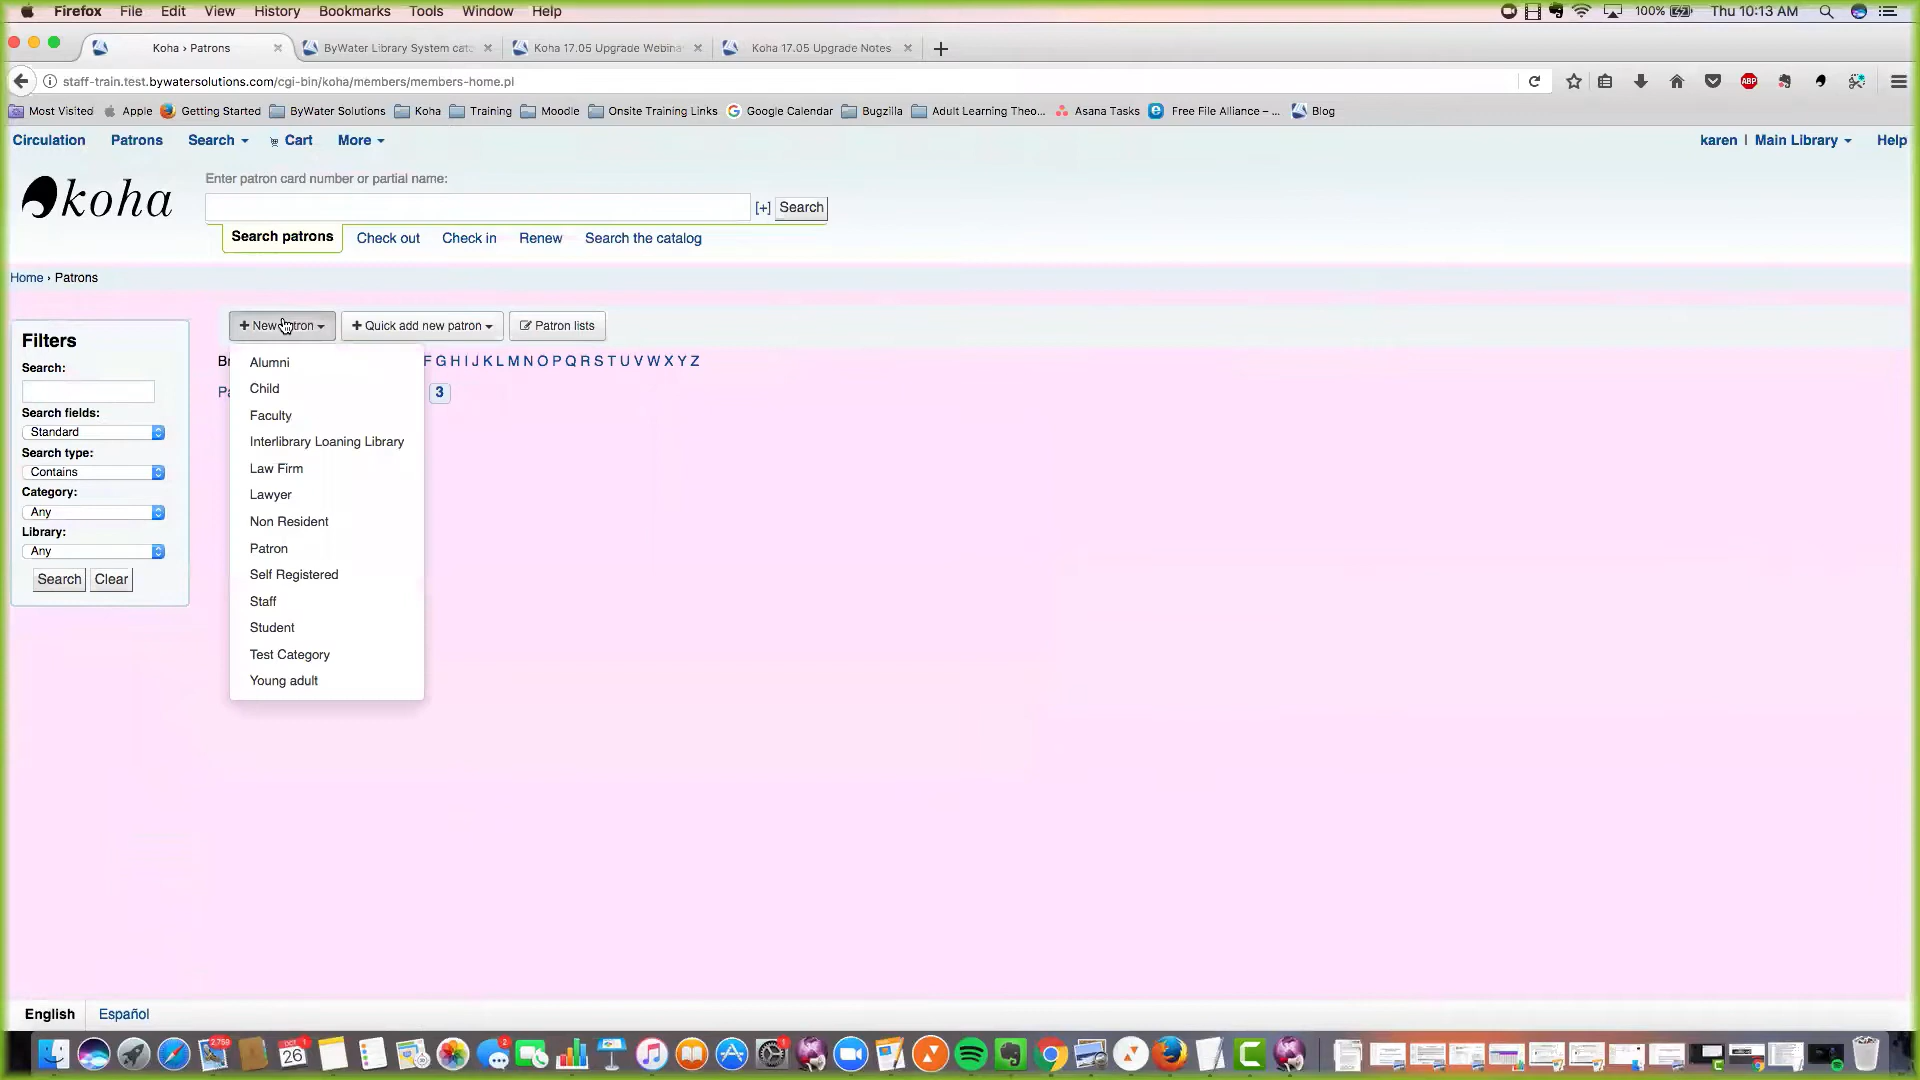 Firefox File Edit View History Bookmarks Tools Window Help 100% Thu 10:13 AM
Koha › Patrons ByWater Library System cat Koha 17.05 Upgrade Webina Koha 17.05 Upgrade Notes
staff-train.test.bywatersolutions.com/cgi-bin/koha/members/members-home.pl ABP
Most Visited Apple Getting Started ByWater Solutions Koha Training Moodle Onsite Training Links Google Calendar Bugzilla Adult Learning Theo... Asana Tasks Free File Alliance – ... Blog
Circulation Patrons Search Cart More karen | Main Library Help
koha
Enter patron card number or partial name:
[+] Search
Search patrons Check out Check in Renew Search the catalog
Home › Patrons
+ New patron + Quick add new patron Patron lists
F G H I J K L M N O P Q R S T U V W X Y Z
3
Alumni
Child
Faculty
Interlibrary Loaning Library
Law Firm
Lawyer
Non Resident
Patron
Self Registered
Staff
Student
Test Category
Young adult
Filters
Search:
Search fields:
Standard
Search type:
Contains
Category:
Any
Library:
Any
Search Clear
English Español
2,759
OCT
26
2
1